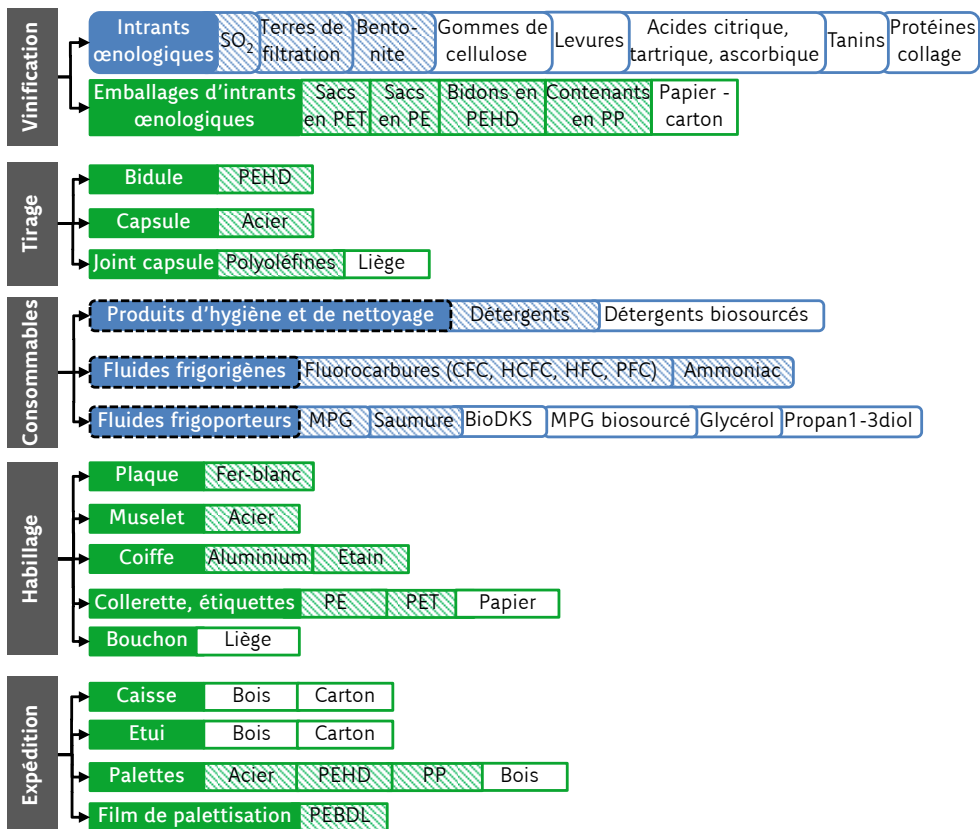 Vinification
Intrants
œnologiques
SO2
Terres de
filtration
Bento-
nite
Gommes de
cellulose
Levures
Acides citrique,
tartrique, ascorbique
Tanins
Protéines
collage
Emballages d'intrants
œnologiques
Sacs
en PET
Sacs
en PE
Bidons en
PEHD
Contenants
en PP
Papier -
carton
Tirage
Bidule
PEHD
Capsule
Acier
Joint capsule
Polyoléfines
Liège
Consommables
Produits d'hygiène et de nettoyage
Détergents
Détergents biosourcés
Fluides frigorigènes
Fluorocarbures (CFC, HCFC, HFC, PFC)
Ammoniac
Fluides frigoporteurs
MPG
Saumure
BioDKS
MPG biosourcé
Glycérol
Propan1-3diol
Habillage
Plaque
Fer-blanc
Muselet
Acier
Coiffe
Aluminium
Etain
Collerette, étiquettes
PE
PET
Papier
Bouchon
Liège
Expédition
Caisse
Bois
Carton
Etui
Bois
Carton
Palettes
Acier
PEHD
PP
Bois
Film de palettisation
PEBDL